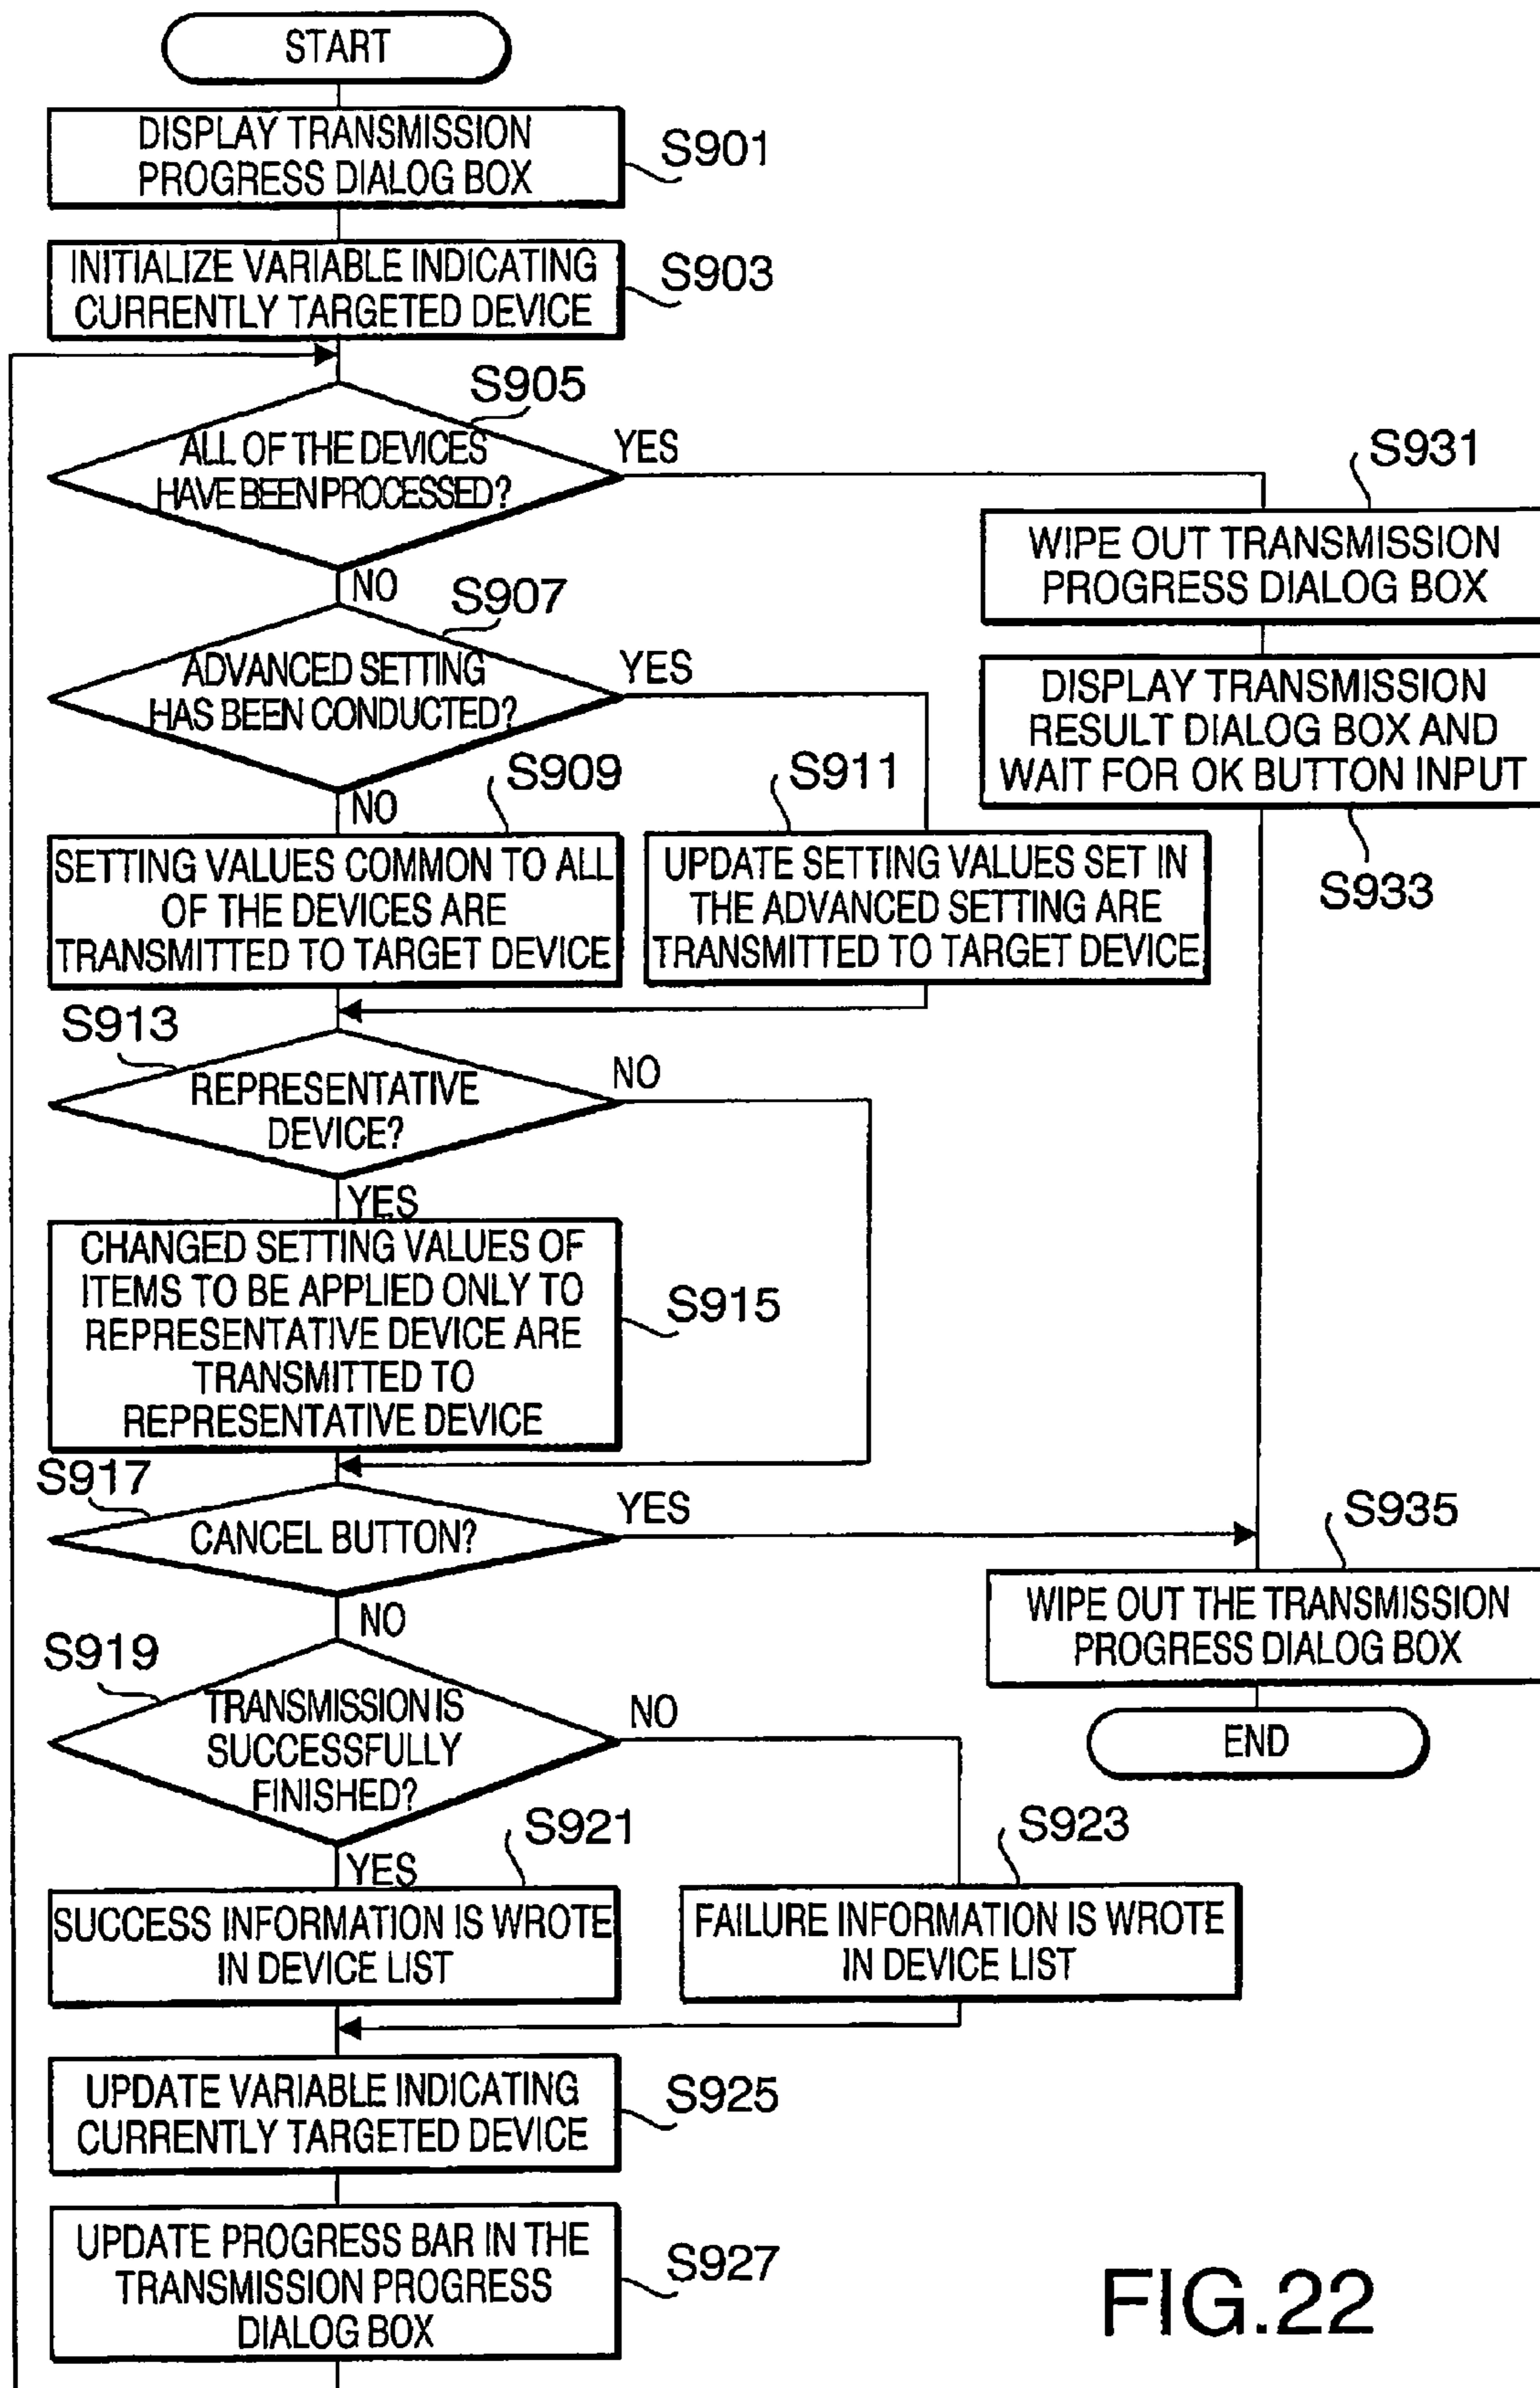 START
DISPLAY TRANSMISSION
PROGRESS DIALOG BOX
S901
INITIALIZE VARIABLE INDICATING
CURRENTLY TARGETED DEVICE
S903
S905
ALL OF THE DEVICES
HAVE BEEN PROCESSED?
YES
NO
S931
WIPE OUT TRANSMISSION
PROGRESS DIALOG BOX
S907
ADVANCED SETTING
HAS BEEN CONDUCTED?
YES
NO
DISPLAY TRANSMISSION
RESULT DIALOG BOX AND
WAIT FOR OK BUTTON INPUT
S933
S909
SETTING VALUES COMMON TO ALL
OF THE DEVICES ARE
TRANSMITTED TO TARGET DEVICE
S911
UPDATE SETTING VALUES SET IN
THE ADVANCED SETTING ARE
TRANSMITTED TO TARGET DEVICE
S913
REPRESENTATIVE
DEVICE?
NO
YES
CHANGED SETTING VALUES OF
ITEMS TO BE APPLIED ONLY TO
REPRESENTATIVE DEVICE ARE
TRANSMITTED TO
REPRESENTATIVE DEVICE
S915
S917
CANCEL BUTTON?
YES
NO
S935
WIPE OUT THE TRANSMISSION
PROGRESS DIALOG BOX
END
S919
TRANSMISSION IS
SUCCESSFULLY
FINISHED?
NO
YES
S921
SUCCESS INFORMATION IS WROTE
IN DEVICE LIST
S923
FAILURE INFORMATION IS WROTE
IN DEVICE LIST
UPDATE VARIABLE INDICATING
CURRENTLY TARGETED DEVICE
S925
UPDATE PROGRESS BAR IN THE
TRANSMISSION PROGRESS
DIALOG BOX
S927
FIG.22